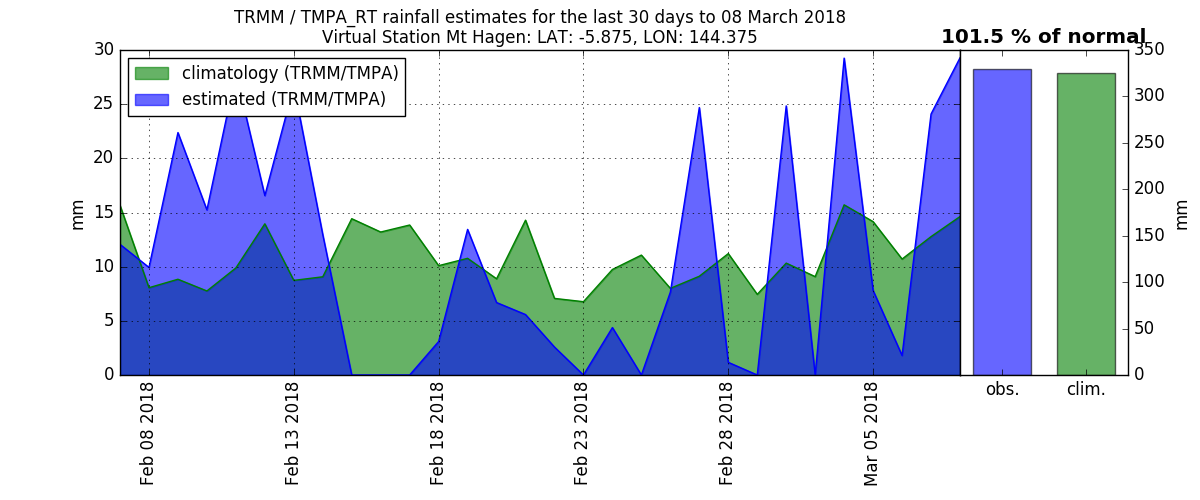 TRMM / TMPA_RT rainfall estimates for the last 30 days to 08 March 2018
Virtual Station Mt Hagen: LAT: -5.875, LON: 144.375
101.5 % of normal
climatology (TRMM/TMPA)
estimated (TRMM/TMPA)
30
25
20
15
10
5
0
mm
Feb 08 2018
Feb 13 2018
Feb 18 2018
Feb 23 2018
Feb 28 2018
Mar 05 2018
obs.
clim.
350
300
250
200
150
100
50
0
mm